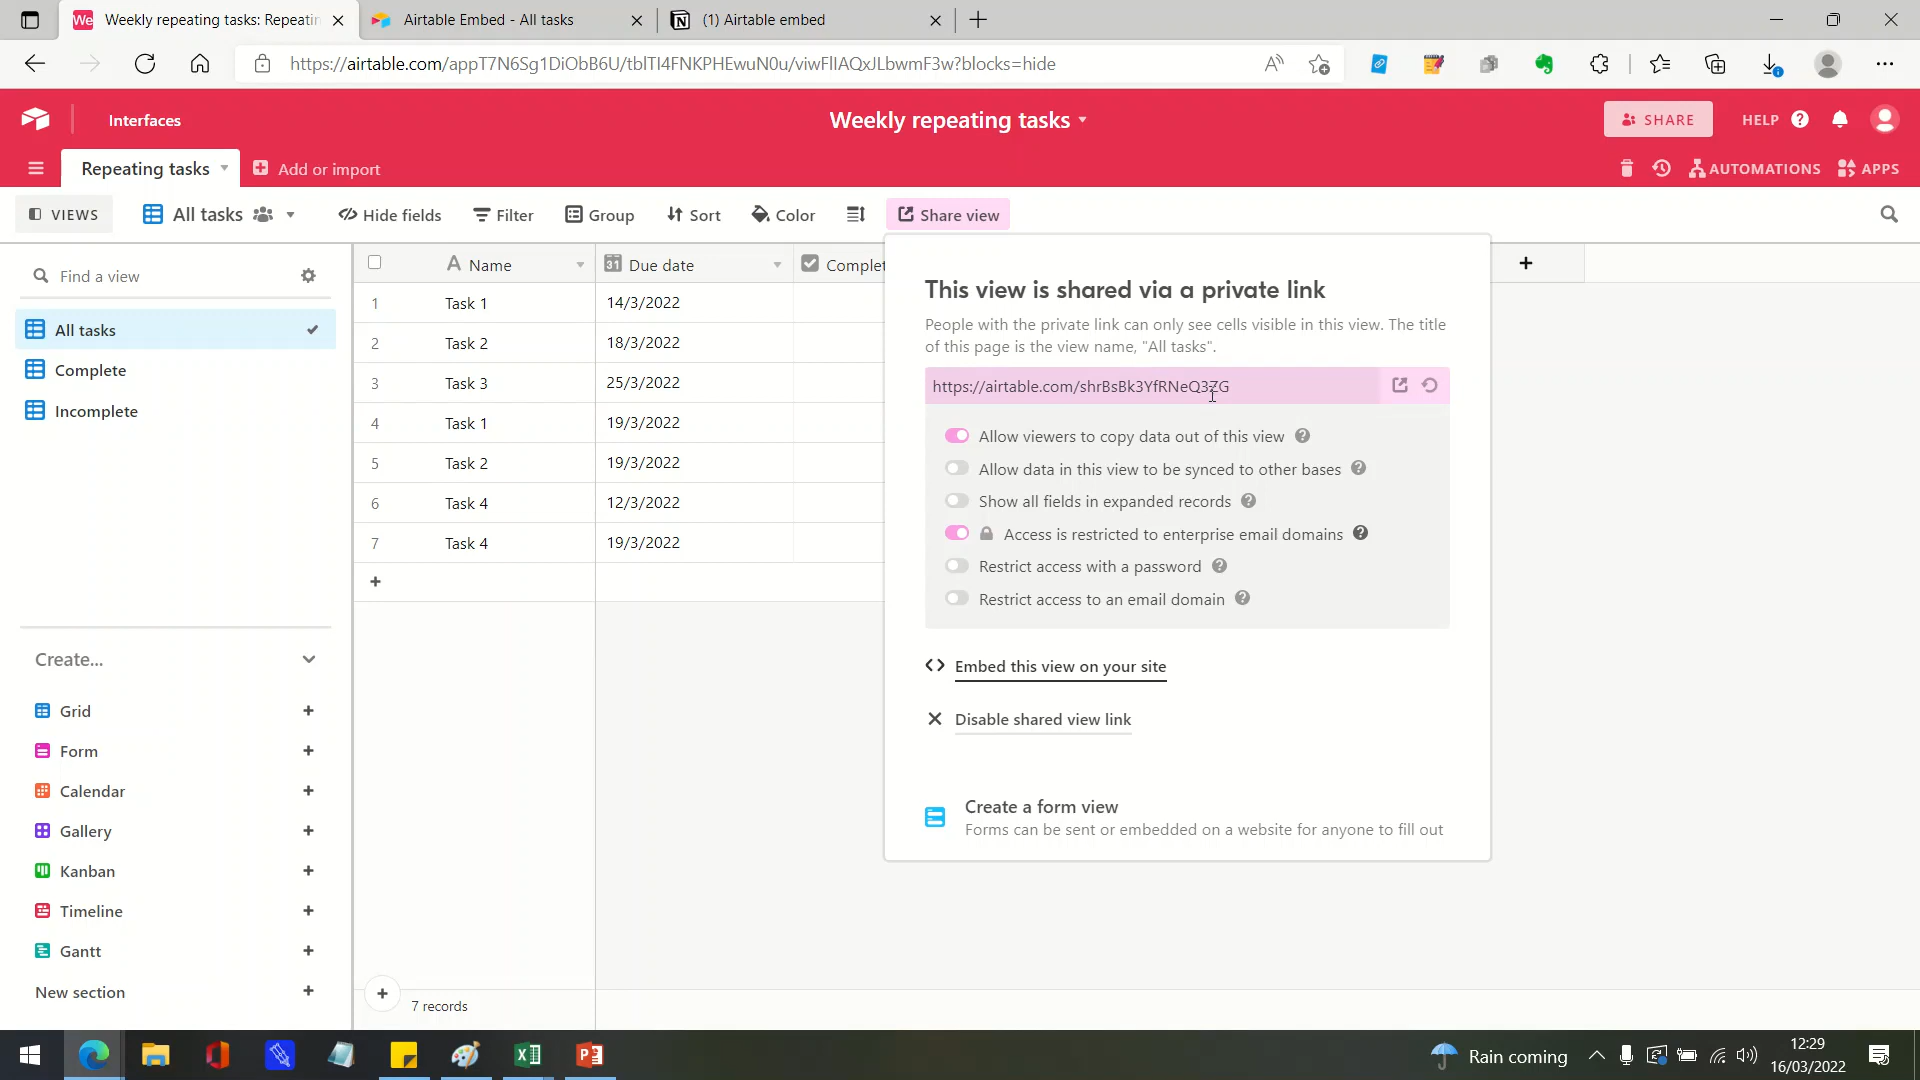 We Weekly repeating tasks: Repeatin
Airtable Embed - All tasks
(1) Airtable embed
https://airtable.com/appT7N6Sg1DiObB6U/tblTI4FNKPHEwuN0u/viwFlIAQxJLbwmF3w?blocks=hide
Interfaces
Weekly repeating tasks
SHARE
HELP
Repeating tasks
Add or import
AUTOMATIONS
APPS
VIEWS
All tasks
Hide fields
Filter
Group
Sort
Color
Share view
Find a view
All tasks
Complete
Incomplete
Name
Due date
Complet
1 Task 1 14/3/2022
2 Task 2 18/3/2022
3 Task 3 25/3/2022
4 Task 1 19/3/2022
5 Task 2 19/3/2022
6 Task 4 12/3/2022
7 Task 4 19/3/2022
7 records
This view is shared via a private link
People with the private link can only see cells visible in this view. The title
of this page is the view name, "All tasks".
https://airtable.com/shrBsBk3YfRNeQ3ZG
Allow viewers to copy data out of this view
Allow data in this view to be synced to other bases
Show all fields in expanded records
Access is restricted to enterprise email domains
Restrict access with a password
Restrict access to an email domain
Embed this view on your site
Disable shared view link
Create a form view
Forms can be sent or embedded on a website for anyone to fill out
Create...
Grid
Form
Calendar
Gallery
Kanban
Timeline
Gantt
New section
Rain coming
12:29
16/03/2022